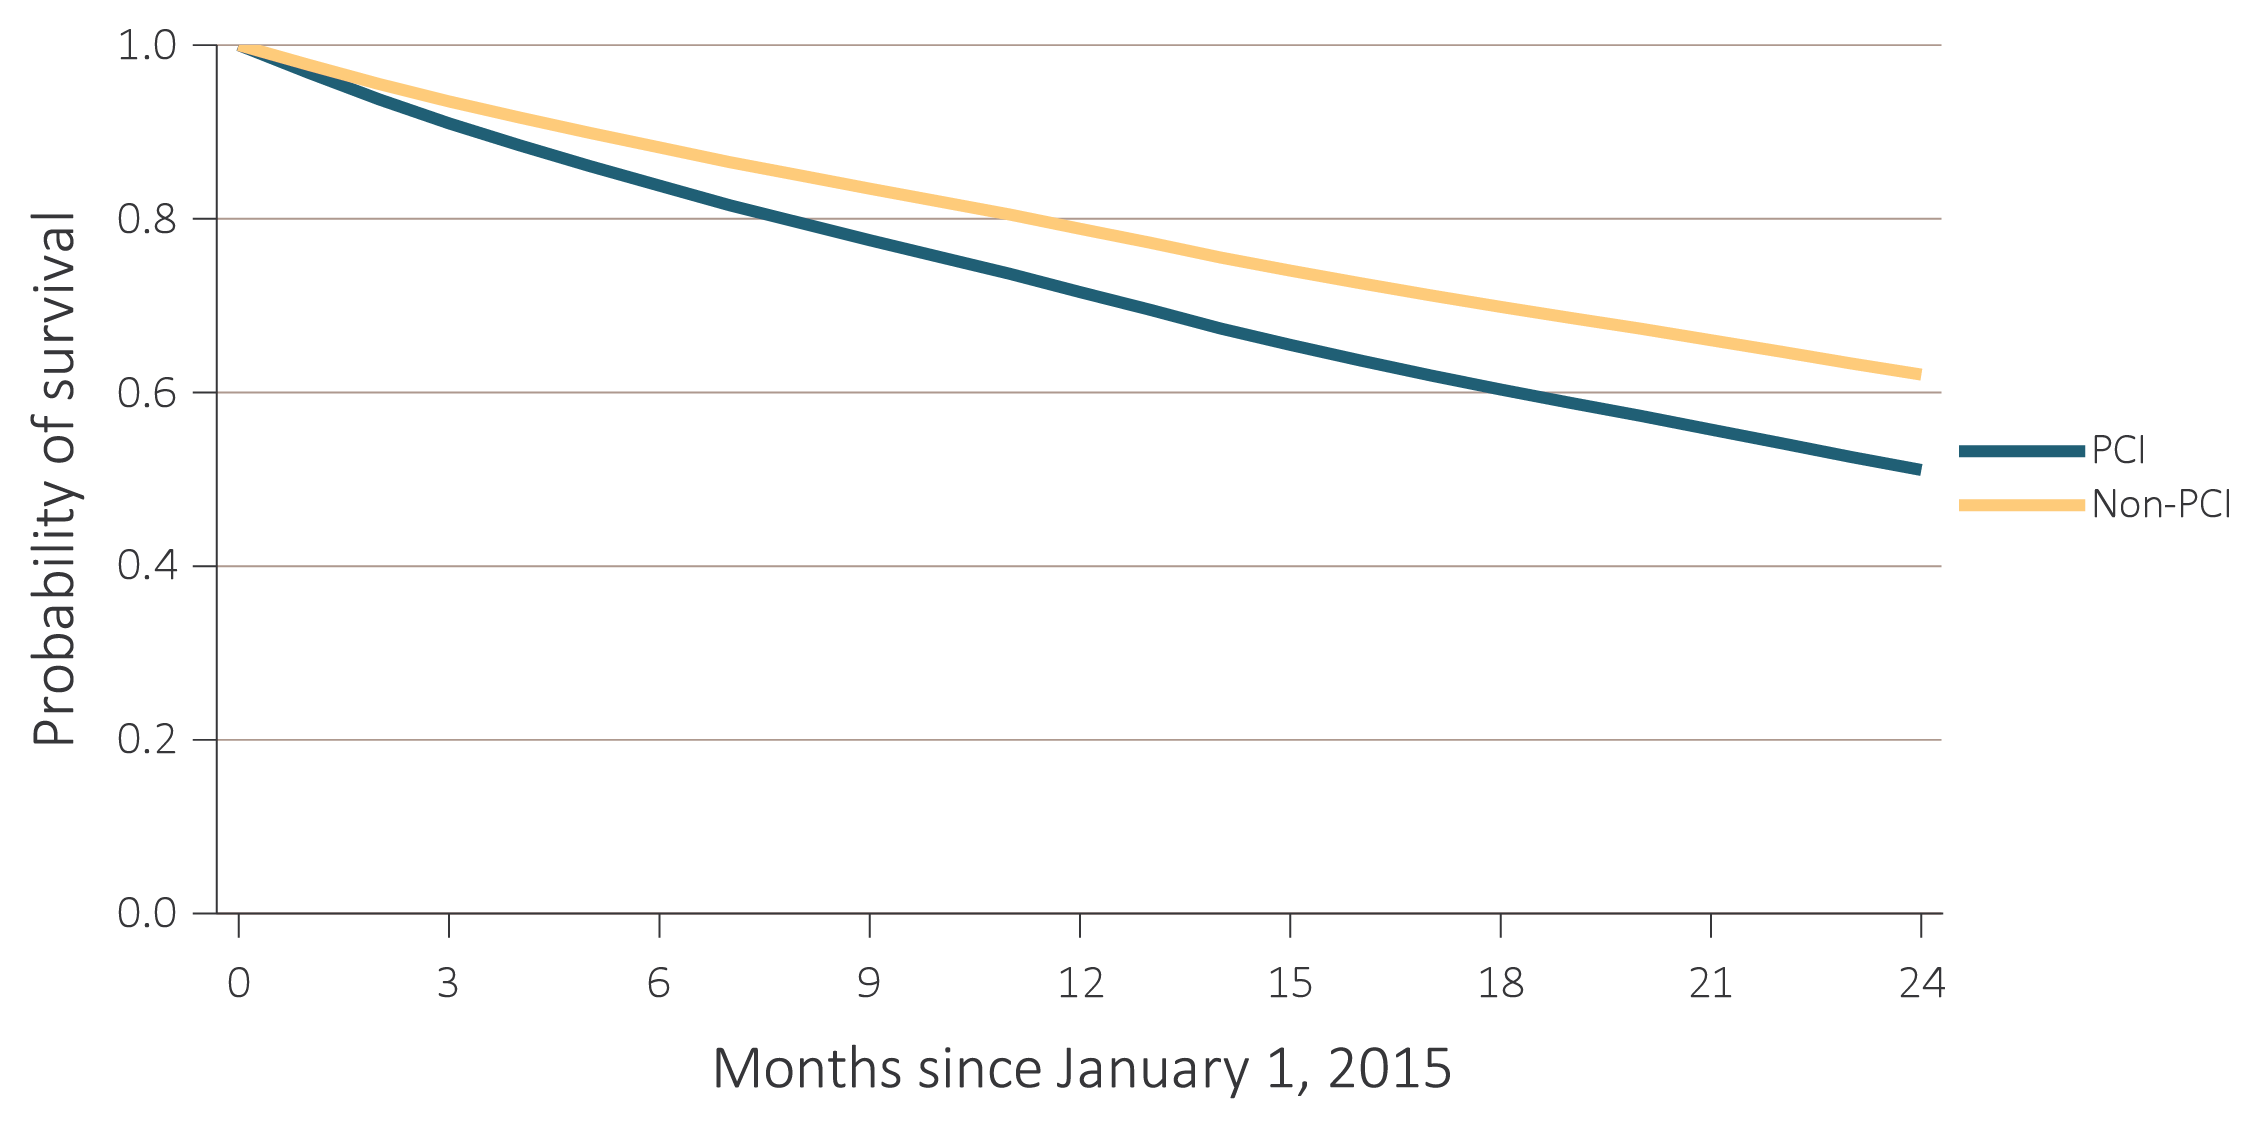 1.0
0.8
0.6
0.4
0.2
0.0
Probability of survival
0 3 6 9 12 15 18 21 24
Months since January 1, 2015
PCI
Non-PCI